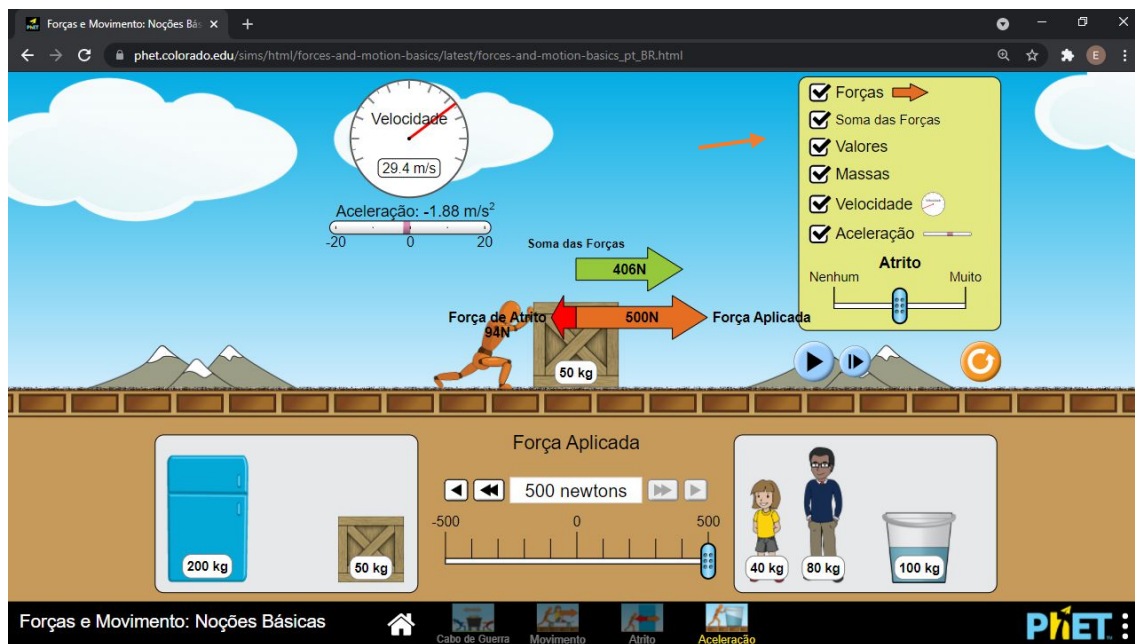 Forças e Movimento: Noções Bás
phet.colorado.edu/sims/html/forces-and-motion-basics/latest/forces-and-motion-basics_pt_BR.html
E
Velocidade
29.4 m/s
Aceleração: -1.88 m/s²
-20 0 20
Forças
Soma das Forças
Valores
Massas
Velocidade
Aceleração
Atrito
Nenhum Muito
Soma das Forças
406N
Força de Atrito
94N
500N
Força Aplicada
50 kg
Força Aplicada
500 newtons
-500 0 500
200 kg
50 kg
40 kg
80 kg
100 kg
Forças e Movimento: Noções Básicas
Cabo de Guerra
Movimento
Atrito
Aceleração
PhET